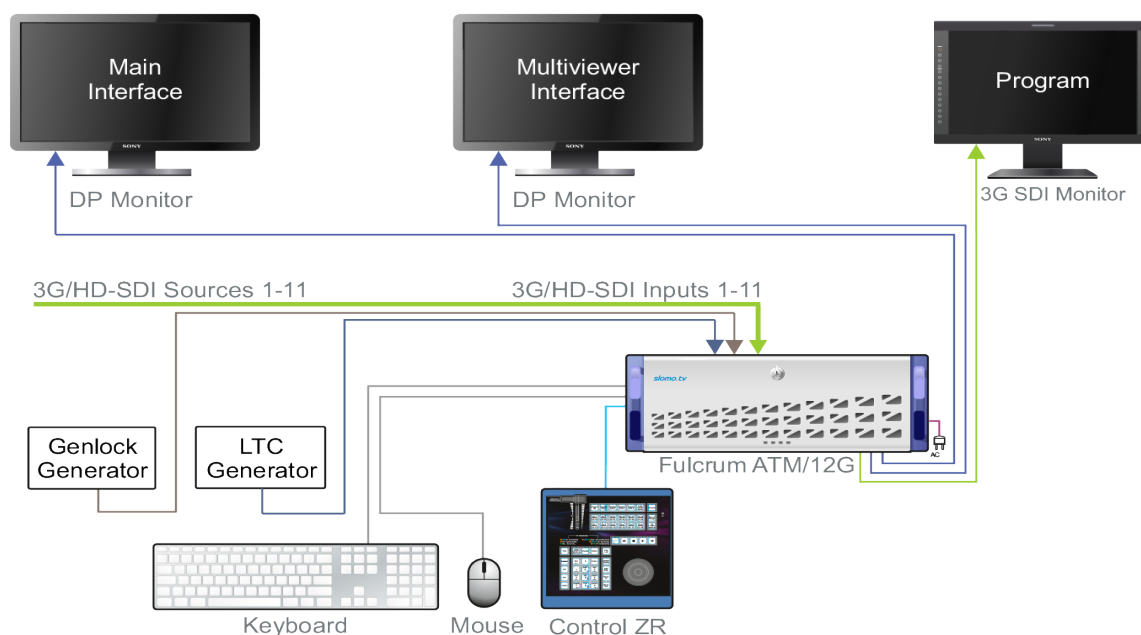 Main
Interface
SONY
DP Monitor
Multiviewer
Interface
SONY
DP Monitor
Program
SONY
3G SDI Monitor
3G/HD-SDI Sources 1-11
3G/HD-SDI Inputs 1-11
slomo.tv
AC
Fulcrum ATM/12G
Genlock
Generator
LTC
Generator
Keyboard
Mouse
Control ZR